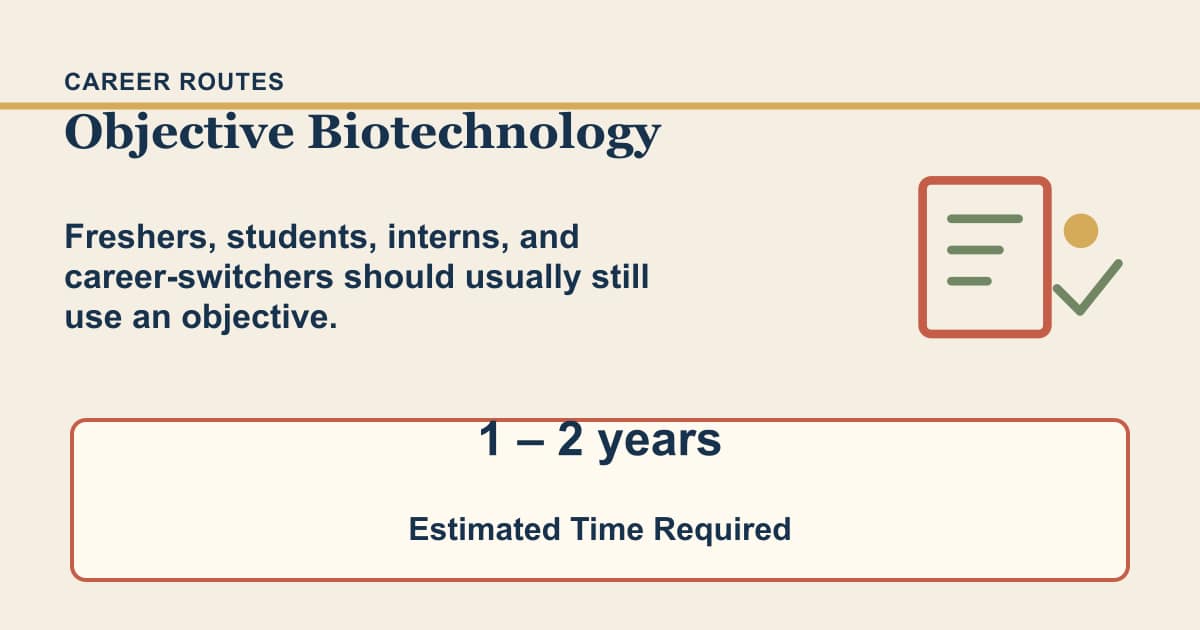 CAREER ROUTES
Objective Biotechnology
Freshers, students, interns, and
career-switchers should usually still
use an objective.
1 – 2 years
Estimated Time Required